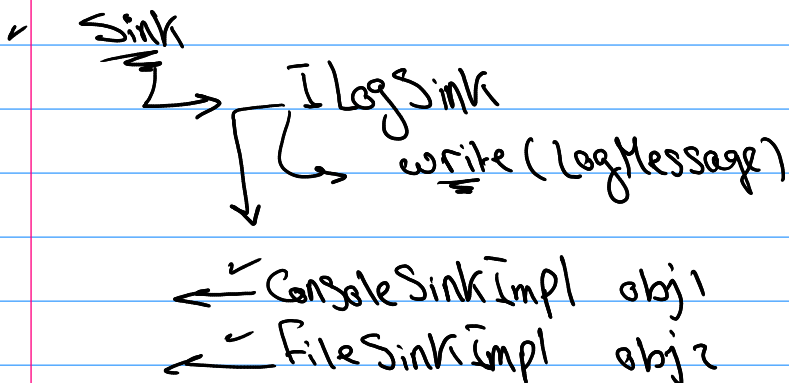 Sink
ILogSink
write (LogMessage)
ConsoleSinkImpl obj1
FileSinkImpl obj2